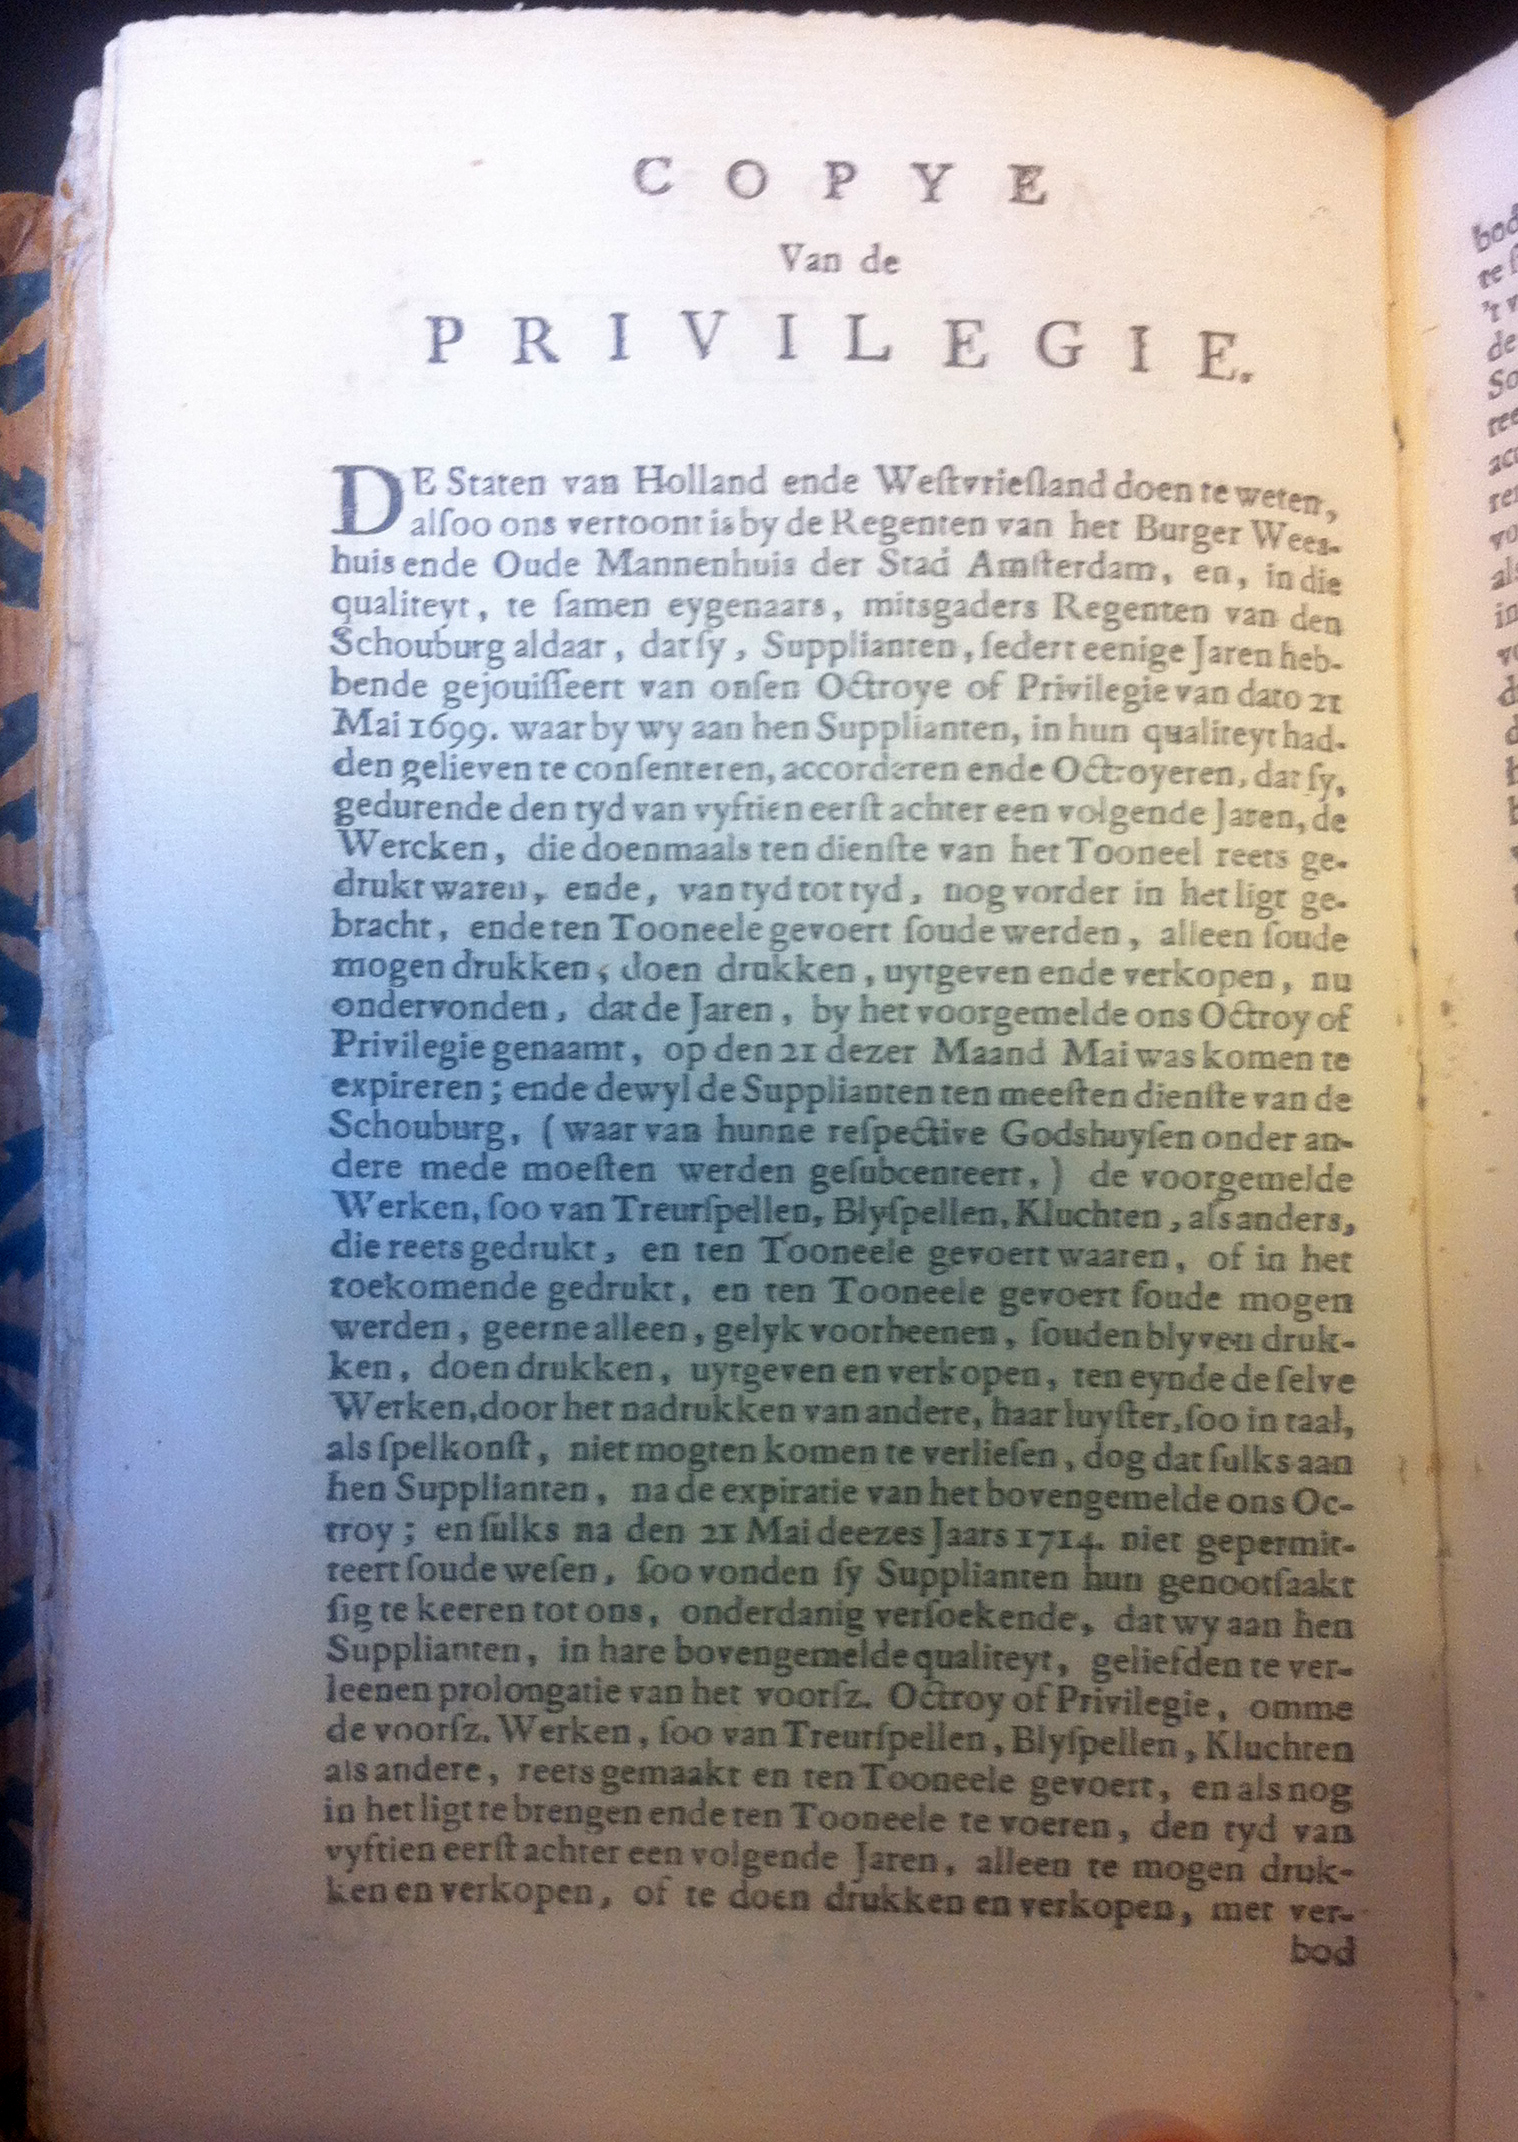 COPYE
Van de
PRIVILEGIE.
DE Staten van Holland ende Weſtvrieſland doen te weten,
alſoo ons vertoont is by de Regenten van het Burger Wees-
huis ende Oude Mannenhuis der Stad Amſterdam, en, in die
qualiteyt, te ſamen eygenaars, mitsgaders Regenten van den
Schouburg aldaar, dat ſy, Supplianten, ſedert eenige Jaren heb-
bende gejouiſſeert van onſen Octroye of Privilegie van dato 21
Mai 1699. waar by wy aan hen Supplianten, in hun qualiteyt had-
den gelieven te conſenteren, accorderen ende Octroyeren, dat ſy,
gedurende den tyd van vyftien eerſt achter een volgende Jaren, de
Wercken, die doenmaals ten dienſte van het Tooneel reets ge-
drukt waren, ende, van tyd tot tyd, nog vorder in het ligt ge-
bracht, ende ten Tooneele gevoert ſoude werden, alleen ſoude
mogen drukken, doen drukken, uytgeven ende verkopen, nu
ondervonden, dat de Jaren, by het voorgemelde ons Octroy of
Privilegie genaamt, op den 21 dezer Maand Mai was komen te
expireren; ende dewyl de Supplianten ten meeſten dienſte van de
Schouburg, (waar van hunne reſpective Godshuyſen onder an-
dere mede moeſten werden geſubcenteert,) de voorgemelde
Werken, ſoo van Treurſpellen, Blyſpellen, Kluchten, als anders,
die reets gedrukt, en ten Tooneele gevoert waaren, of in het
toekomende gedrukt, en ten Tooneele gevoert ſoude mogen
werden, geerne alleen, gelyk voorheenen, ſouden blyven druk-
ken, doen drukken, uytgeven en verkopen, ten eynde de ſelve
Werken, door het nadrukken van andere, haar luyſter, ſoo in taal,
als ſpelkonſt, niet mogten komen te verlieſen, dog dat ſulks aan
hen Supplianten, na de expiratie van het bovengemelde ons Oc-
troy; en ſulks na den 21 Mai deezes Jaars 1714. niet gepermit-
teert ſoude weſen, ſoo vonden ſy Supplianten hun genootſaakt
ſig te keeren tot ons, onderdanig verſoekende, dat wy aan hen
Supplianten, in hare bovengemelde qualiteyt, geliefden te ver-
leenen prolongatie van het voorſz. Octroy of Privilegie, omme
de voorſz. Werken, ſoo van Treurſpellen, Blyſpellen, Kluchten
als andere, reets gemaakt en ten Tooneele gevoert, en als nog
in het ligt te brengen ende ten Tooneele te voeren, den tyd van
vyftien eerſt achter een volgende Jaren, alleen te mogen druk-
ken en verkopen, of te doen drukken en verkopen, met ver-
bod